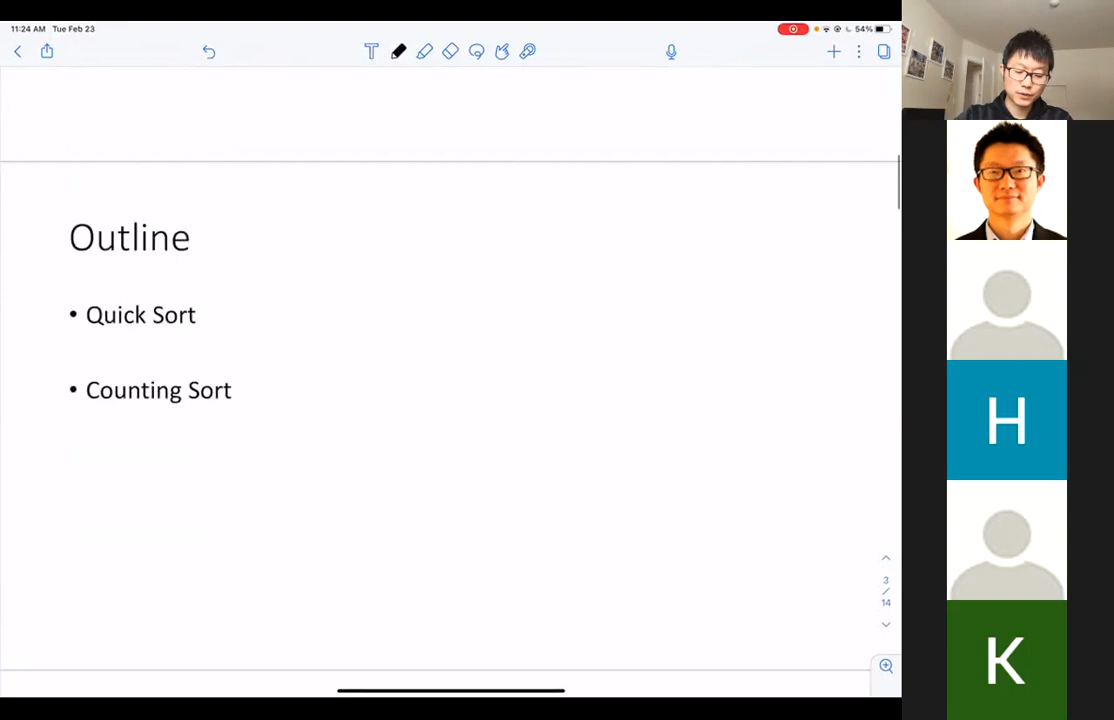 11:24 AM Tue Feb 23
54%
Outline
• Quick Sort
• Counting Sort
3
/
14
H
K